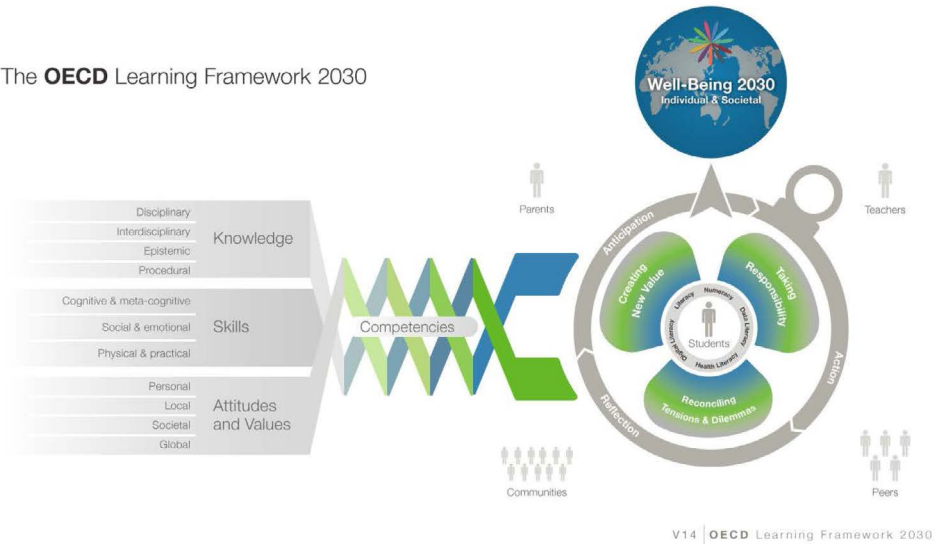 The OECD Learning Framework 2030
Well-Being 2030
Individual & Societal
Parents
Teachers
Disciplinary
Interdisciplinary
Epistemic
Procedural
Knowledge
Cognitive & meta-cognitive
Social & emotional
Physical & practical
Skills
Personal
Local
Societal
Global
Attitudes
and Values
Competencies
Anticipation
Action
Reflection
Creating
New Value
Taking
Responsibility
Reconciling
Tensions & Dilemmas
Literacy
Numeracy
Data Literacy
Health Literacy
Digital Literacy
Students
Communities
Peers
V14 OECD Learning Framework 2030